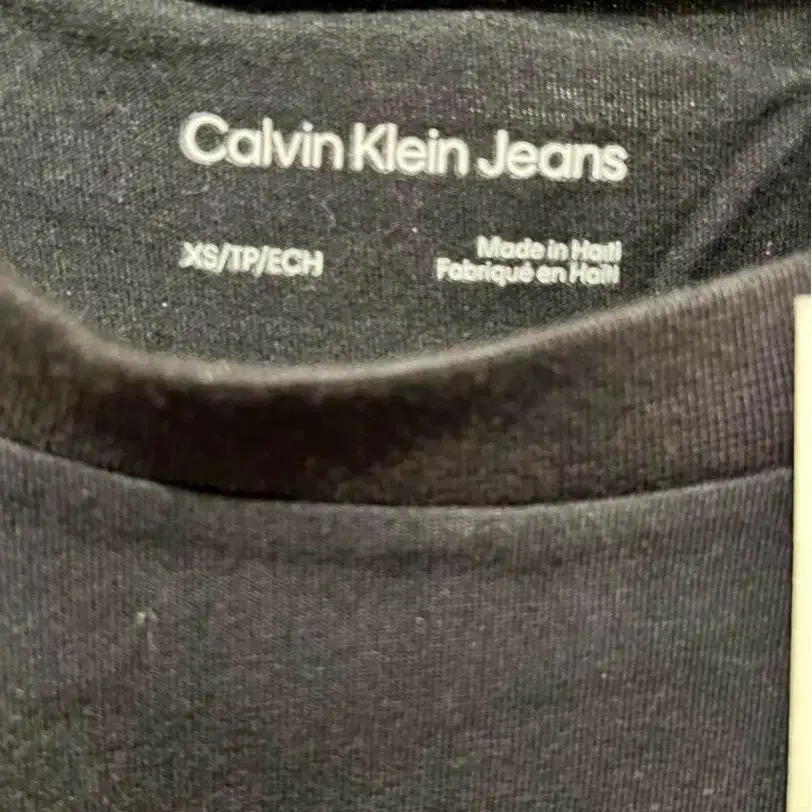 Calvin Klein Jeans
XS/TP/ECH
Made in Haiti
Fabriqué en Haïti